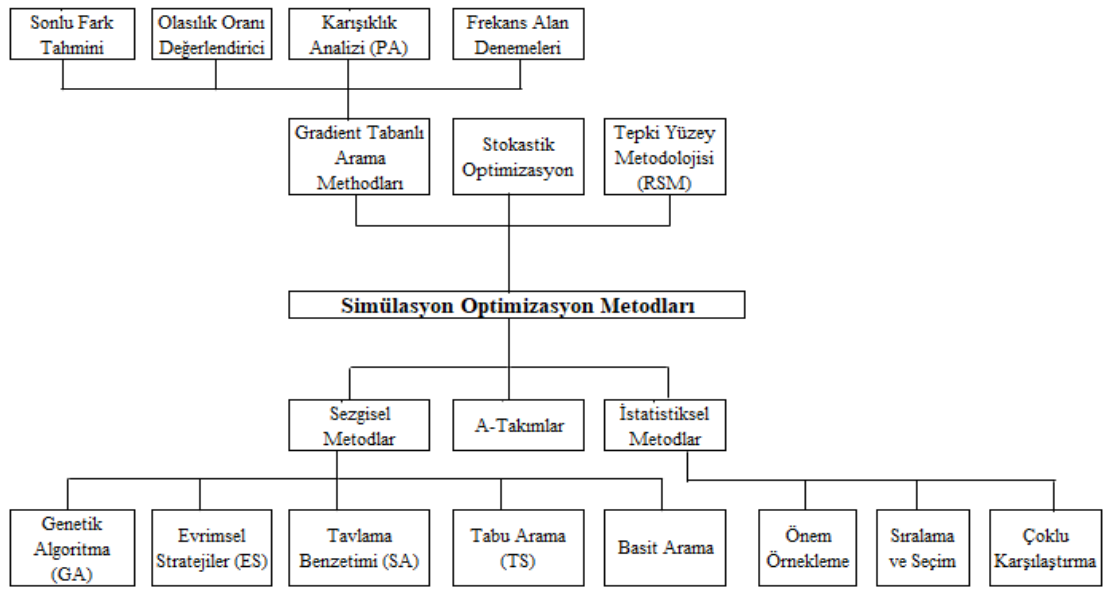 Sonlu Fark
Tahmini
Olasılık Oranı
Değerlendirici
Karışıklık
Analizi (PA)
Frekans Alan
Denemeleri
Gradient Tabanlı
Arama
Methodları
Stokastik
Optimizasyon
Tepki Yüzey
Metodolojisi
(RSM)
Simülasyon Optimizasyon Metodları
Sezgisel
Metodlar
A-Takımlar
İstatistiksel
Metodlar
Genetik
Algoritma
(GA)
Evrimsel
Stratejiler (ES)
Tavlama
Benzetimi (SA)
Tabu Arama
(TS)
Basit Arama
Önem
Örnekleme
Sıralama
ve Seçim
Çoklu
Karşılaştırma